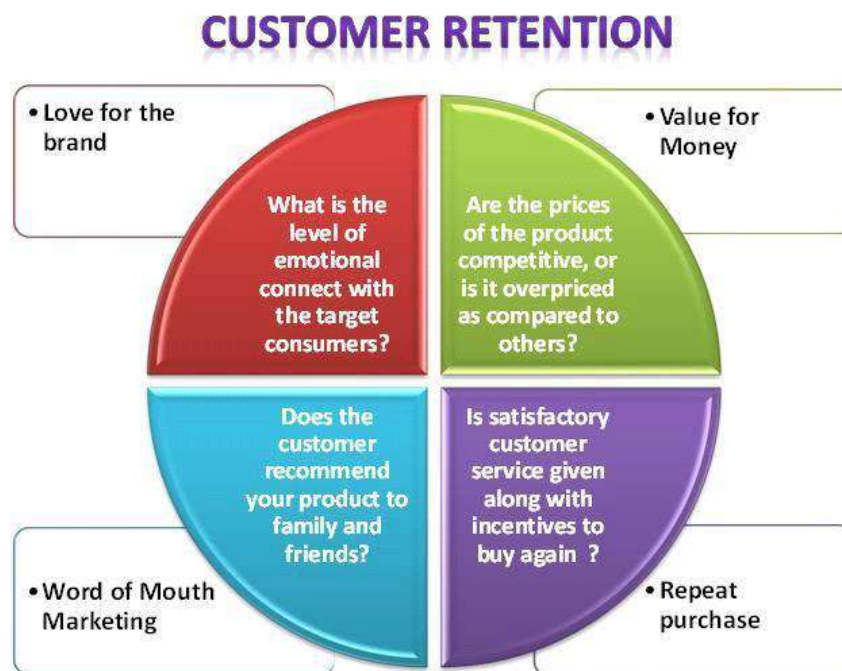 CUSTOMER RETENTION
• Love for the
brand
• Value for
Money
What is the
level of
emotional
connect with
the target
consumers?
Are the prices
of the product
competitive, or
is it overpriced
as compared to
others?
Does the
customer
recommend
your product to
family and
friends?
Is satisfactory
customer
service given
along with
incentives to
buy again ?
• Word of Mouth
Marketing
• Repeat
purchase